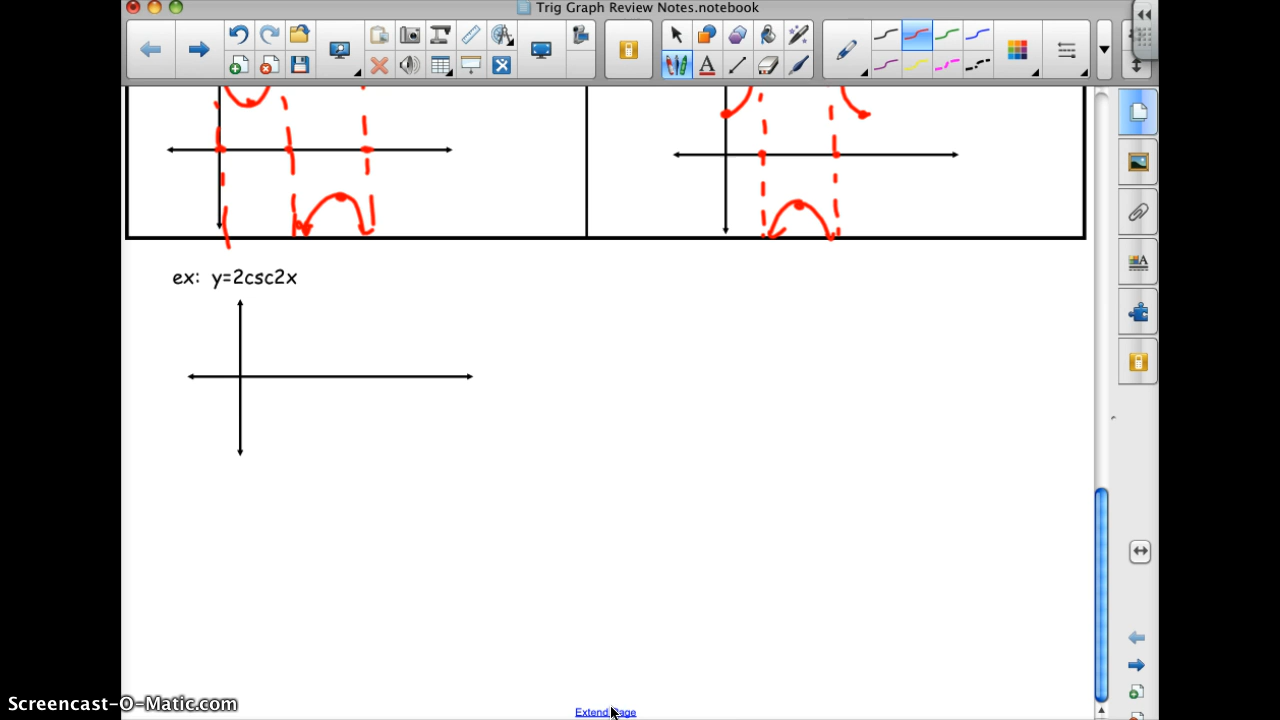 Trig Graph Review Notes.notebook
ex: y=2csc2x
Screencast-O-Matic.com
Extend Page